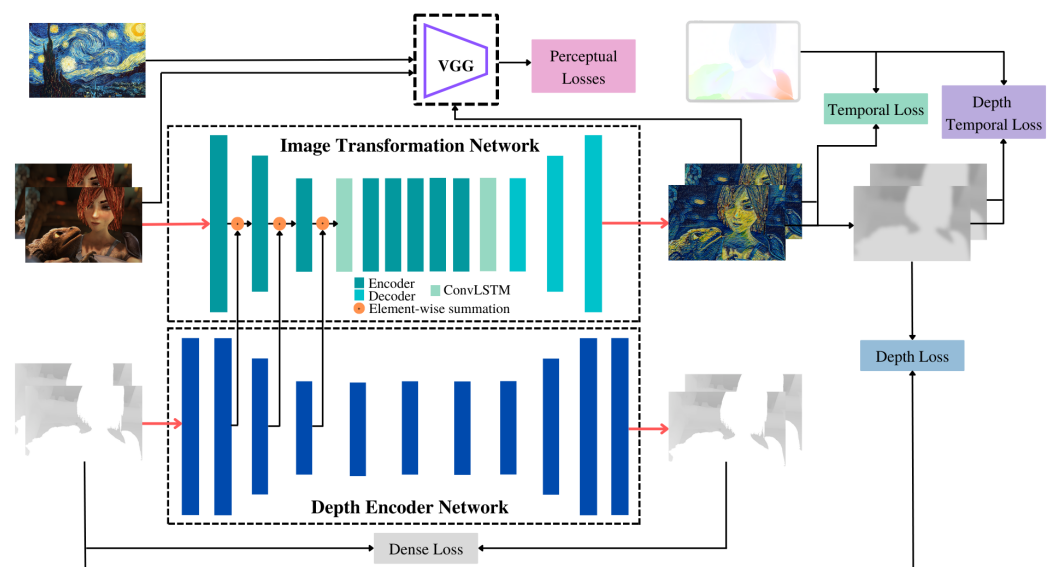 VGG
Perceptual
Losses
Temporal Loss
Depth
Temporal Loss
Image Transformation Network
Encoder
Decoder
ConvLSTM
Element-wise summation
Depth Loss
Depth Encoder Network
Dense Loss